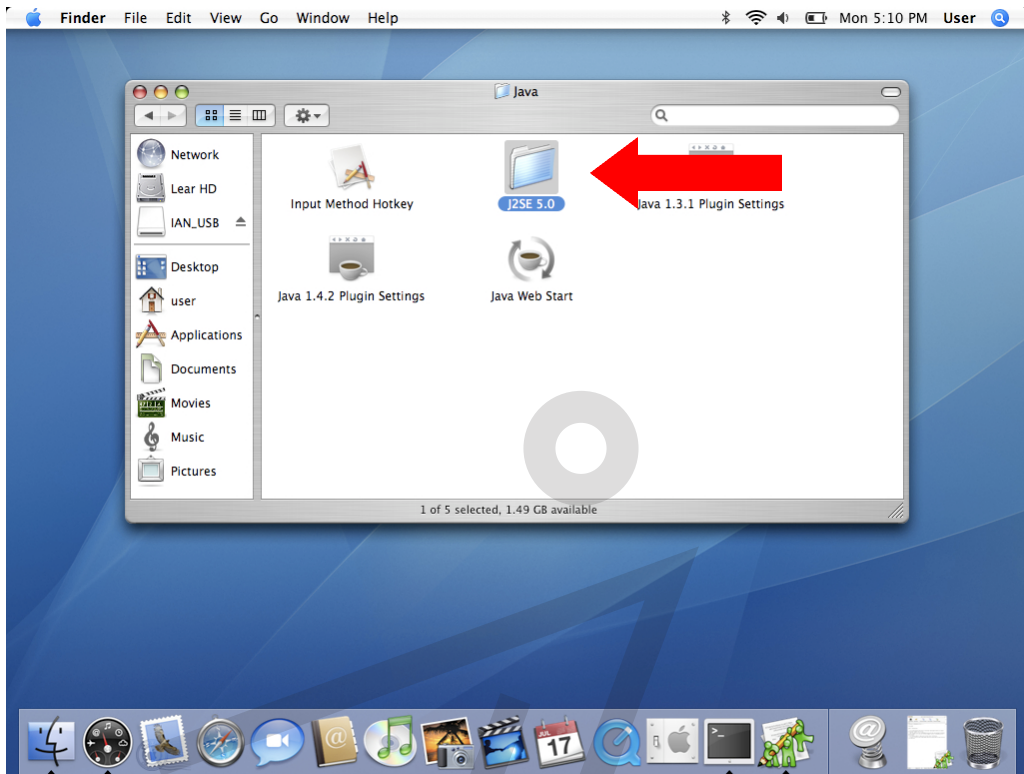 Finder File Edit View Go Window Help Mon 5:10 PM User
Java
Network
Lear HD
IAN_USB
Desktop
user
Applications
Documents
Movies
Music
Pictures
Input Method Hotkey
J2SE 5.0
Java 1.3.1 Plugin Settings
Java 1.4.2 Plugin Settings
Java Web Start
1 of 5 selected, 1.49 GB available
JUL
17